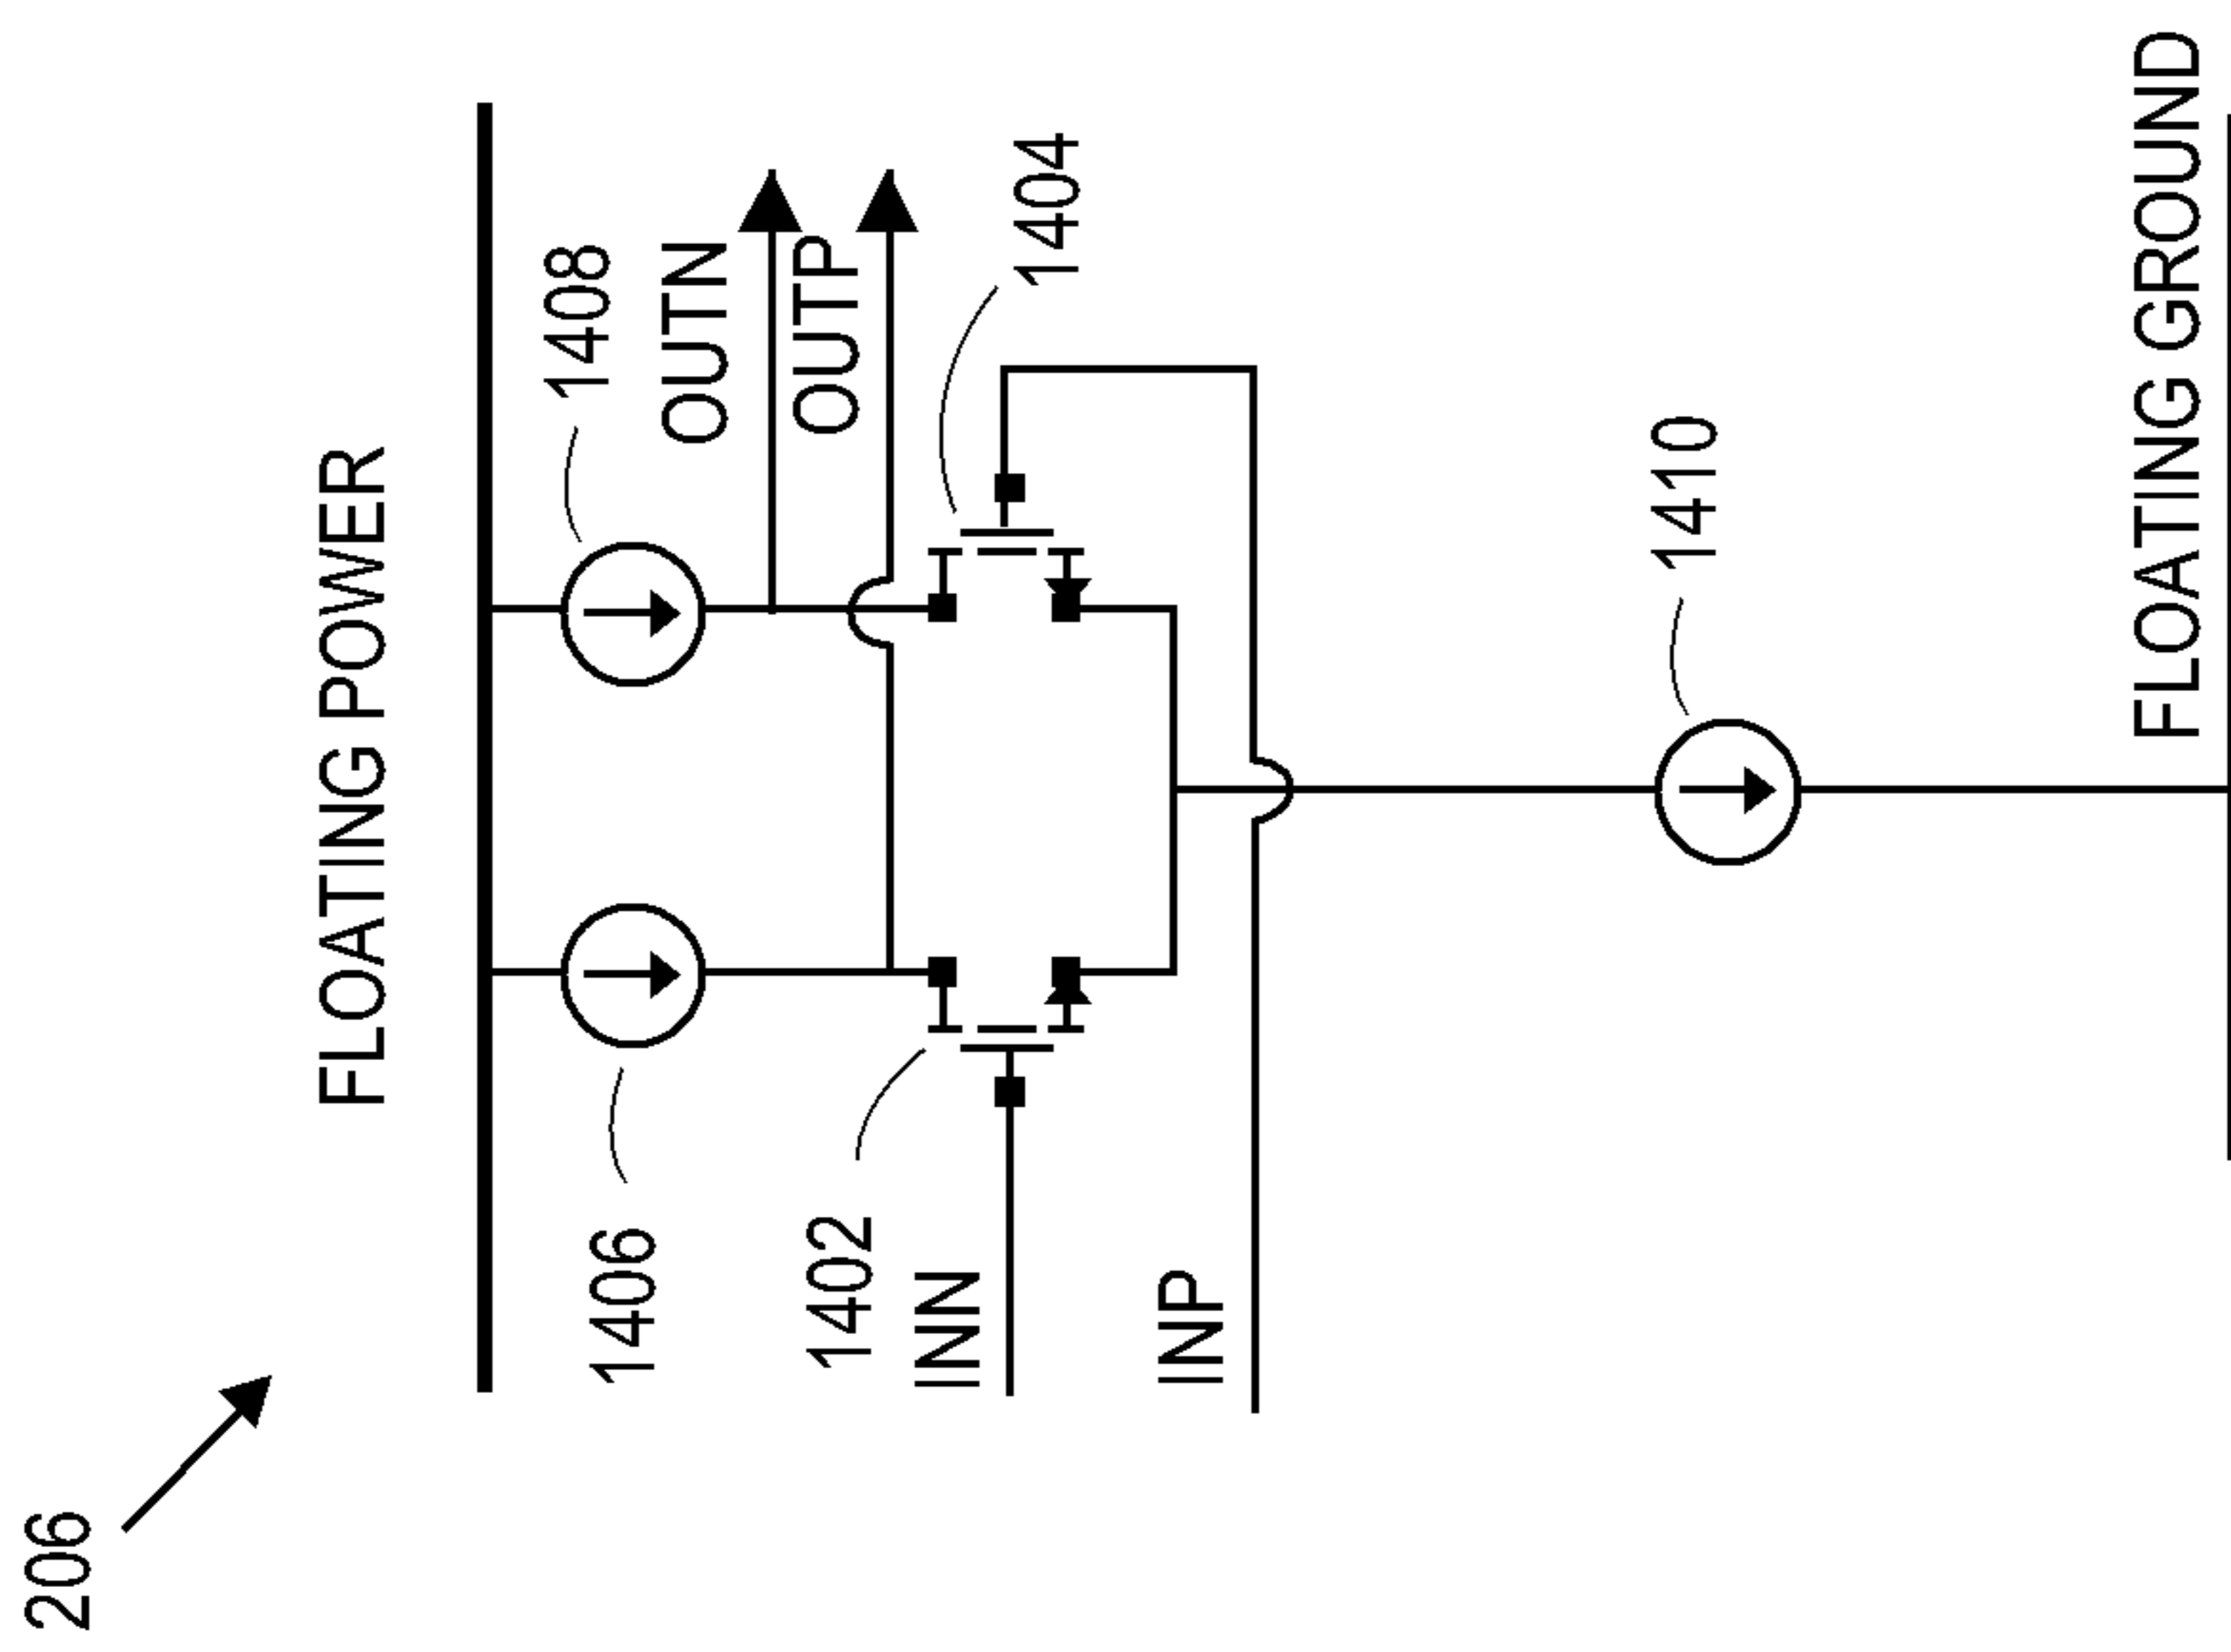 206
FLOATING POWER
1406
1408
OUTN
OUTP
1402
1404
INN
INP
1410
FLOATING GROUND